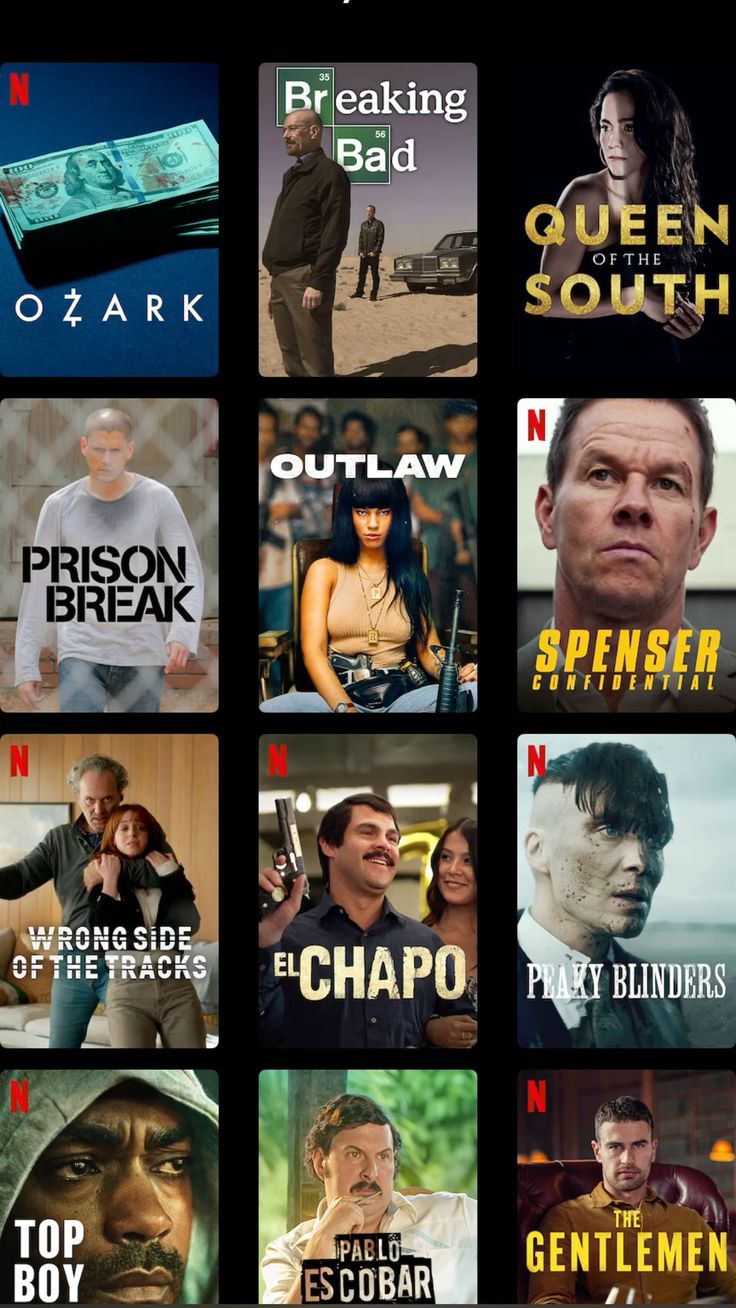 N
OZARK
35
Breaking
56
Bad
QUEEN
OF THE
SOUTH
PRISON
BREAK
OUTLAW
N
SPENSER
CONFIDENTIAL
N
WRONG SiDE
OF THE TRACKS
N
EL CHAPO
N
PEAKY BLINDERS
N
TOP
BOY
PABLO
ESCOBAR
N
THE
GENTLEMEN